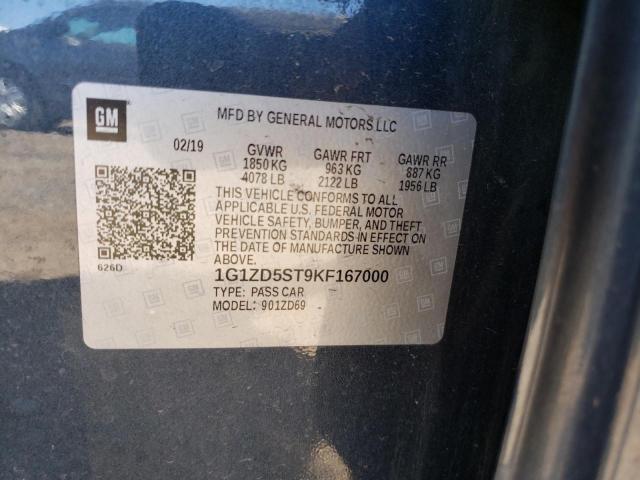 GM
MFD BY GENERAL MOTORS LLC
02/19 GVWR GAWR FRT GAWR RR
1850 KG 963 KG 887 KG
4078 LB 2122 LB 1956 LB
THIS VEHICLE CONFORMS TO ALL
APPLICABLE U.S. FEDERAL MOTOR
VEHICLE SAFETY, BUMPER, AND THEFT
PREVENTION STANDARDS IN EFFECT ON
THE DATE OF MANUFACTURE SHOWN
ABOVE.
626D
1G1ZD5ST9KF167000
TYPE: PASS CAR
MODEL: 901ZD69